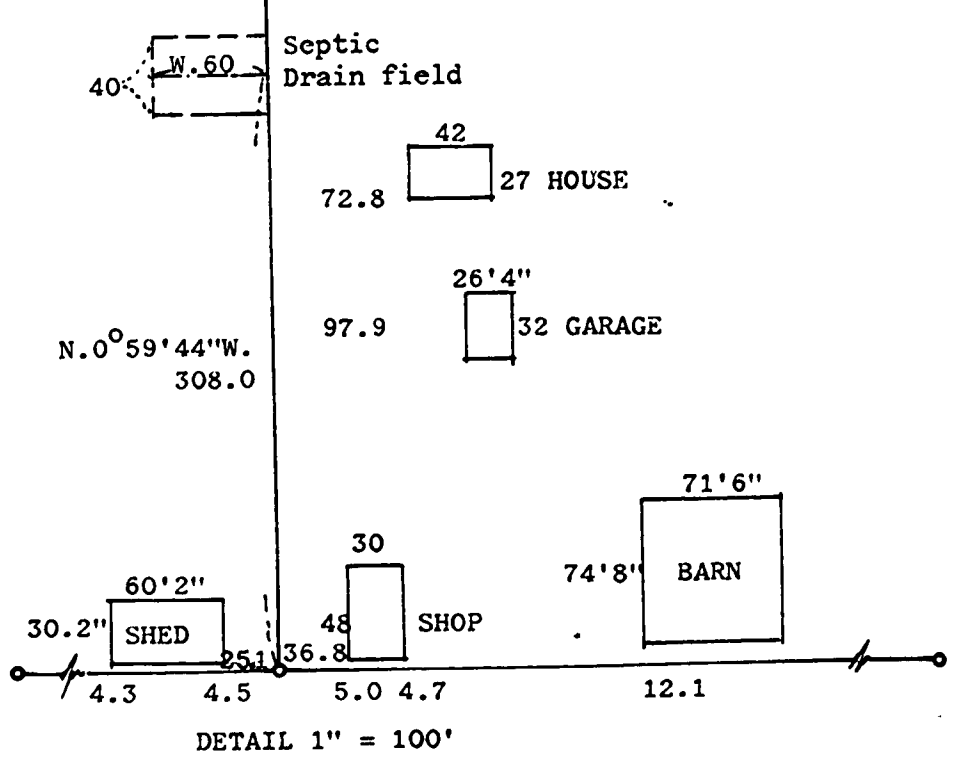 Septic
Drain field
W.60
40
42
27 HOUSE
72.8
26'4"
97.9
32 GARAGE
N.0°59'44"W.
308.0
71'6"
30
74'8"
BARN
60'2"
30.2"
SHED
48
SHOP
25.1
36.8
4.3
4.5
5.0
4.7
12.1
DETAIL 1" = 100'